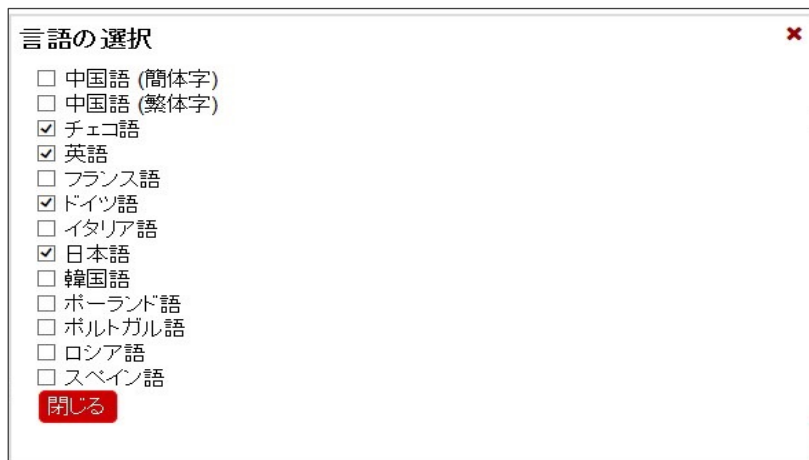 言語の選択
中国語 (簡体字)
中国語 (繁体字)
チェコ語
英語
フランス語
ドイツ語
イタリア語
日本語
韓国語
ポーランド語
ポルトガル語
ロシア語
スペイン語
閉じる